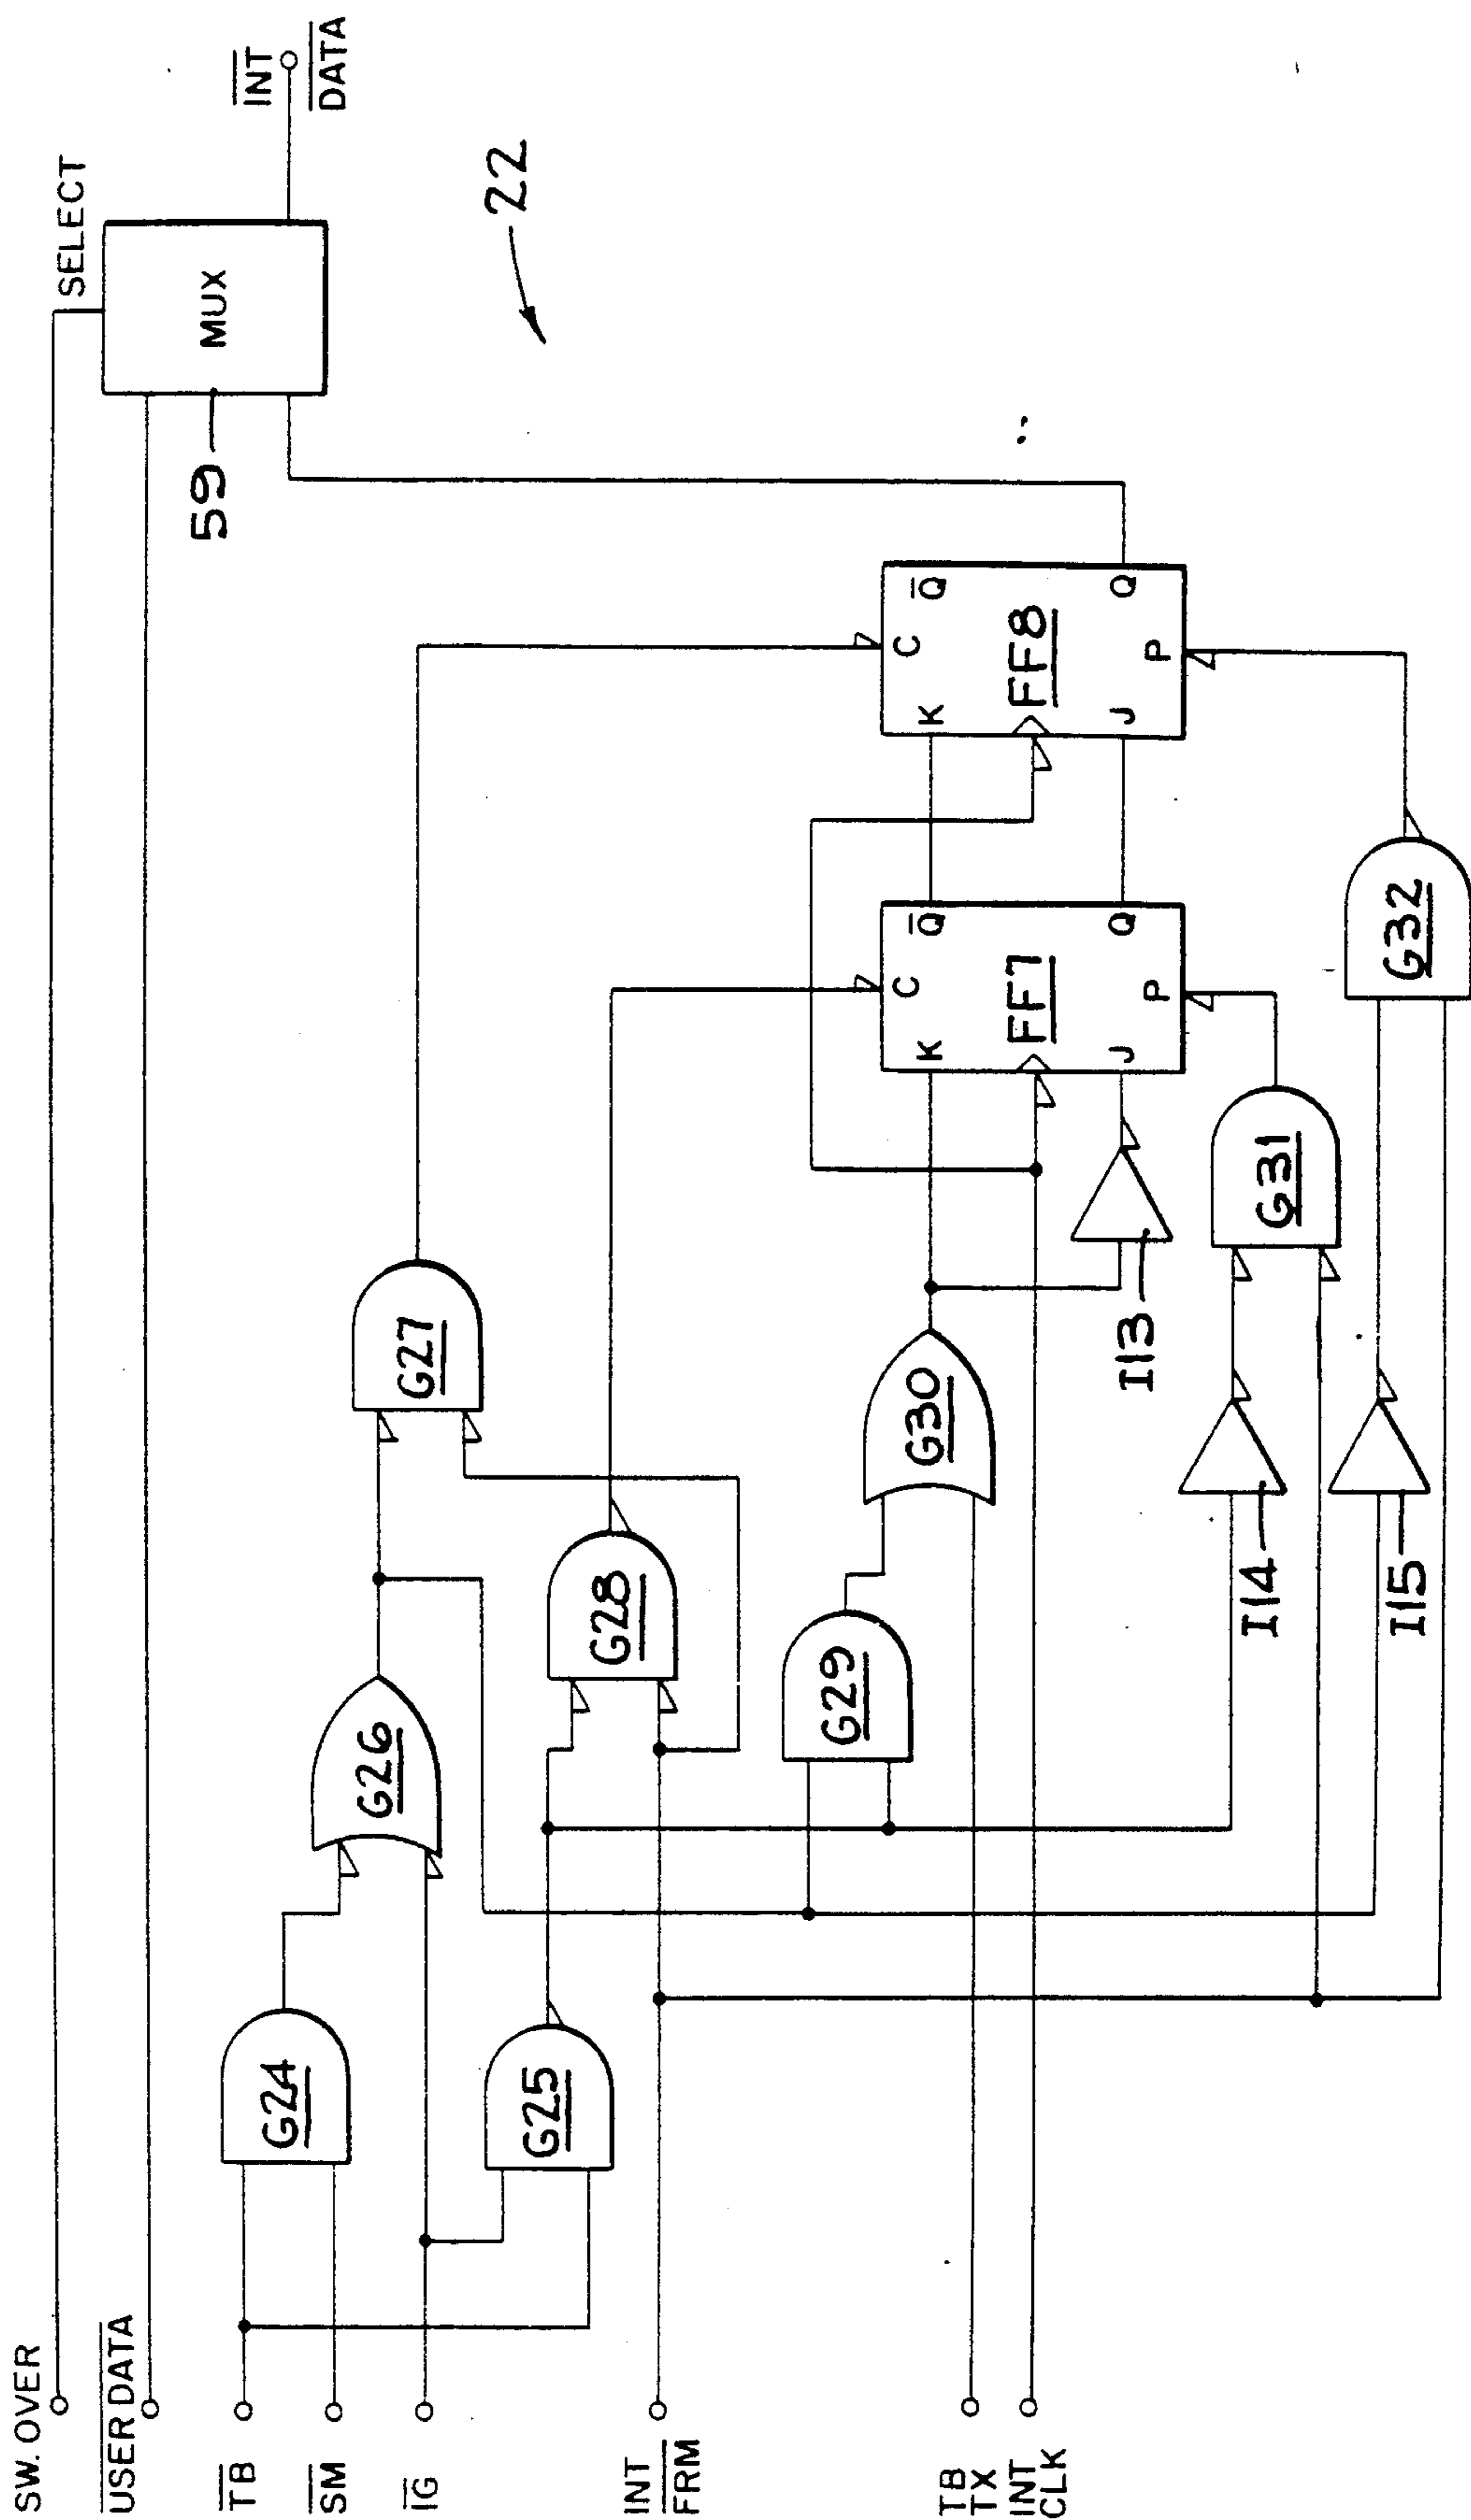 SW. OVER
SELECT
USER DATA
MUX
59
INT
DATA
22
TB
SM
IG
INT
FRM
TB
TX
INT
CLK
G24
G25
G26
G27
G28
G29
G30
I13
I14
I15
G31
G32
K
C
Q̅
FF7
J
P
Q
K
C
Q̅
FF8
J
P
Q